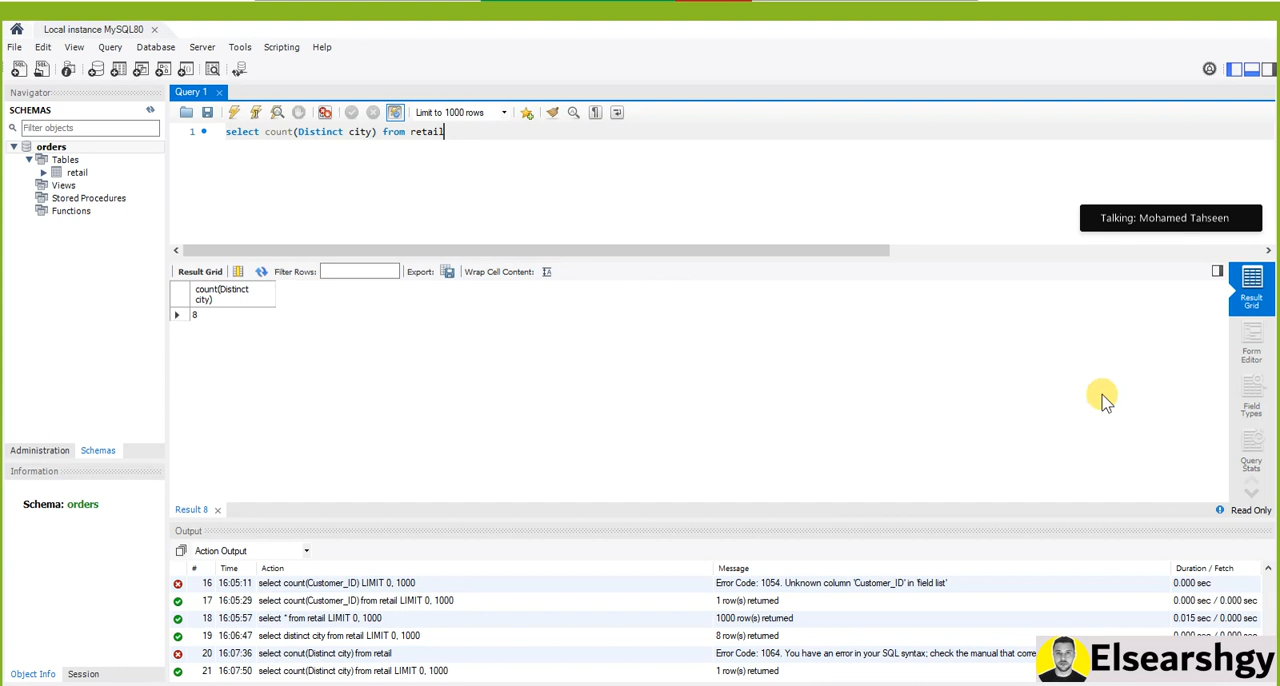 Local instance MySQL80
File Edit View Query Database Server Tools Scripting Help
Navigator
SCHEMAS
Filter objects
orders
Tables
retail
Views
Stored Procedures
Functions
Administration Schemas
Information
Schema: orders
Object Info Session
Query 1
Limit to 1000 rows
1 select count(Distinct city) from retail
Talking: Mohamed Tahseen
Result Grid Filter Rows: Export: Wrap Cell Content:
count(Distinct
city)
8
Result
Grid
Form
Editor
Field
Types
Query
Stats
Result 8
Read Only
Output
Action Output
# Time Action Message Duration / Fetch
16 16:05:11 select count(Customer_ID) LIMIT 0, 1000 Error Code: 1054. Unknown column 'Customer_ID' in 'field list' 0.000 sec
17 16:05:29 select count(Customer_ID) from retail LIMIT 0, 1000 1 row(s) returned 0.000 sec / 0.000 sec
18 16:05:57 select * from retail LIMIT 0, 1000 1000 row(s) returned 0.015 sec / 0.000 sec
19 16:06:47 select distinct city from retail LIMIT 0, 1000 8 row(s) returned 0.000 sec / 0.000 sec
20 16:07:36 select conut(Distinct city) from retail Error Code: 1064. You have an error in your SQL syntax; check the manual that corre
21 16:07:50 select count(Distinct city) from retail LIMIT 0, 1000 1 row(s) returned
Elsearshgy